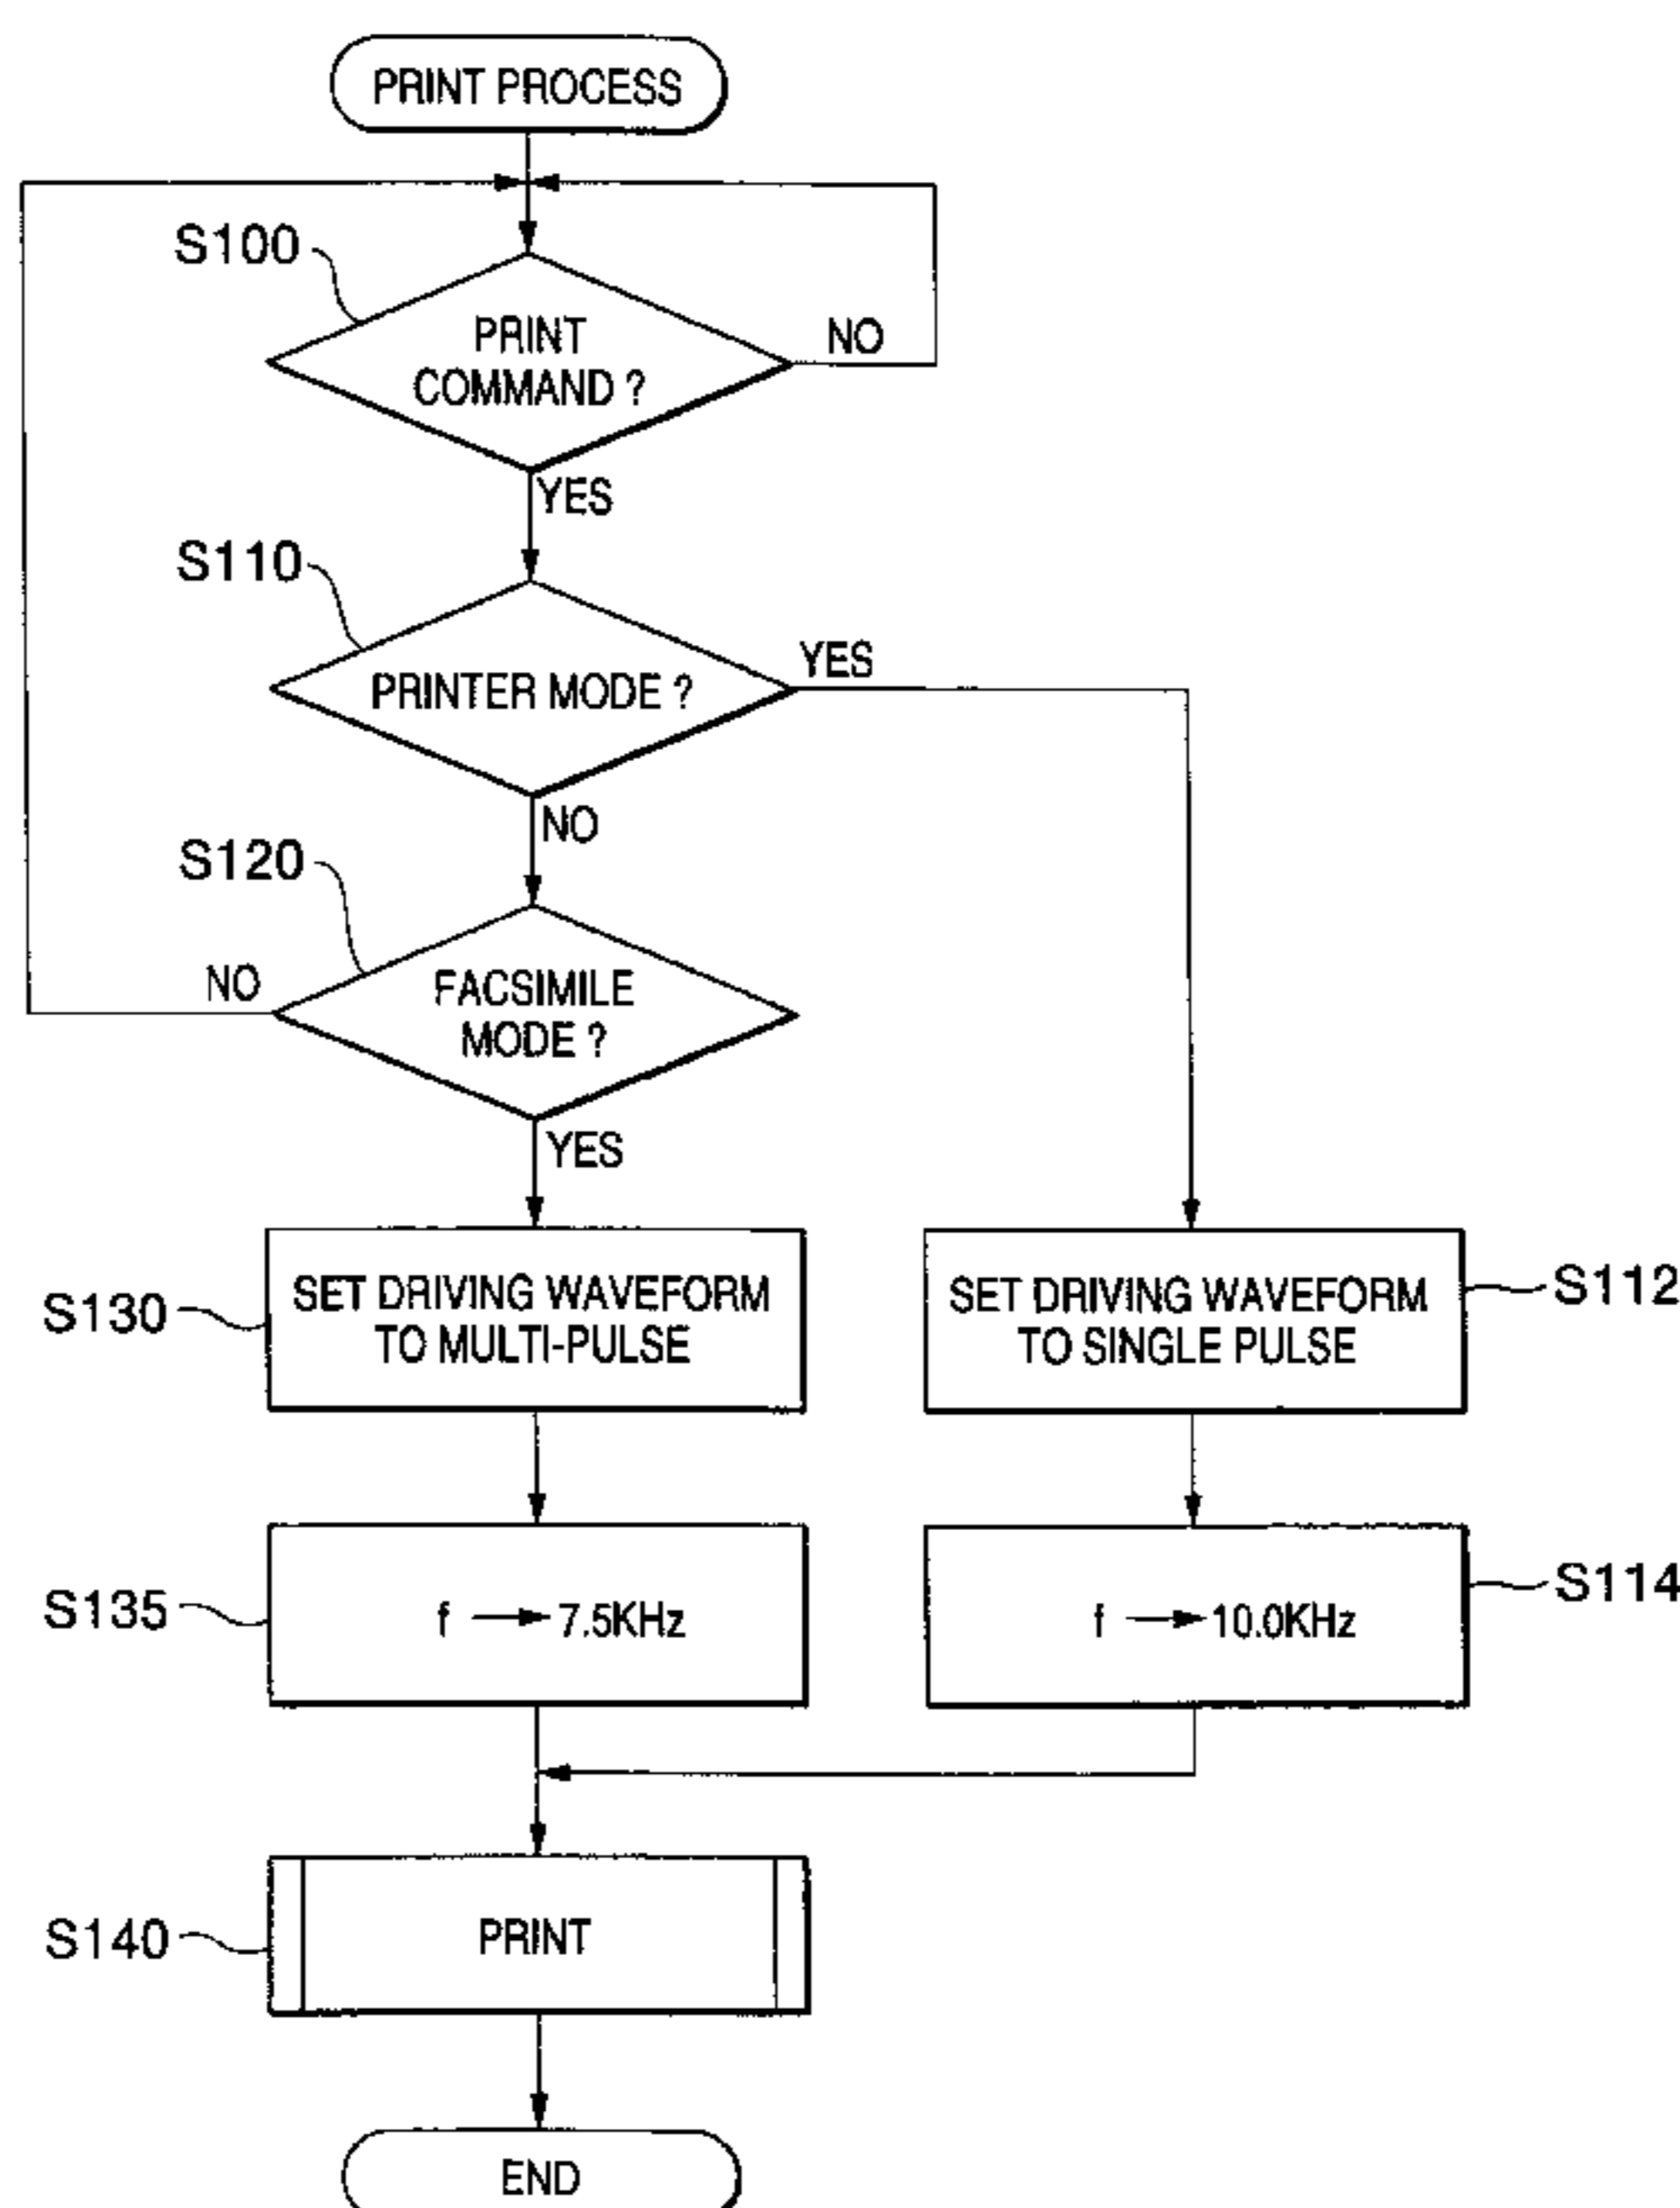 PRINT PROCESS
S100
PRINT
COMMAND ?
NO
YES
S110
PRINTER MODE ?
YES
NO
S120
FACSIMILE
MODE ?
NO
YES
S130
SET DRIVING WAVEFORM
TO MULTI-PULSE
SET DRIVING WAVEFORM
TO SINGLE PULSE
S112
S135
f → 7.5KHz
f → 10.0KHz
S114
S140
PRINT
END